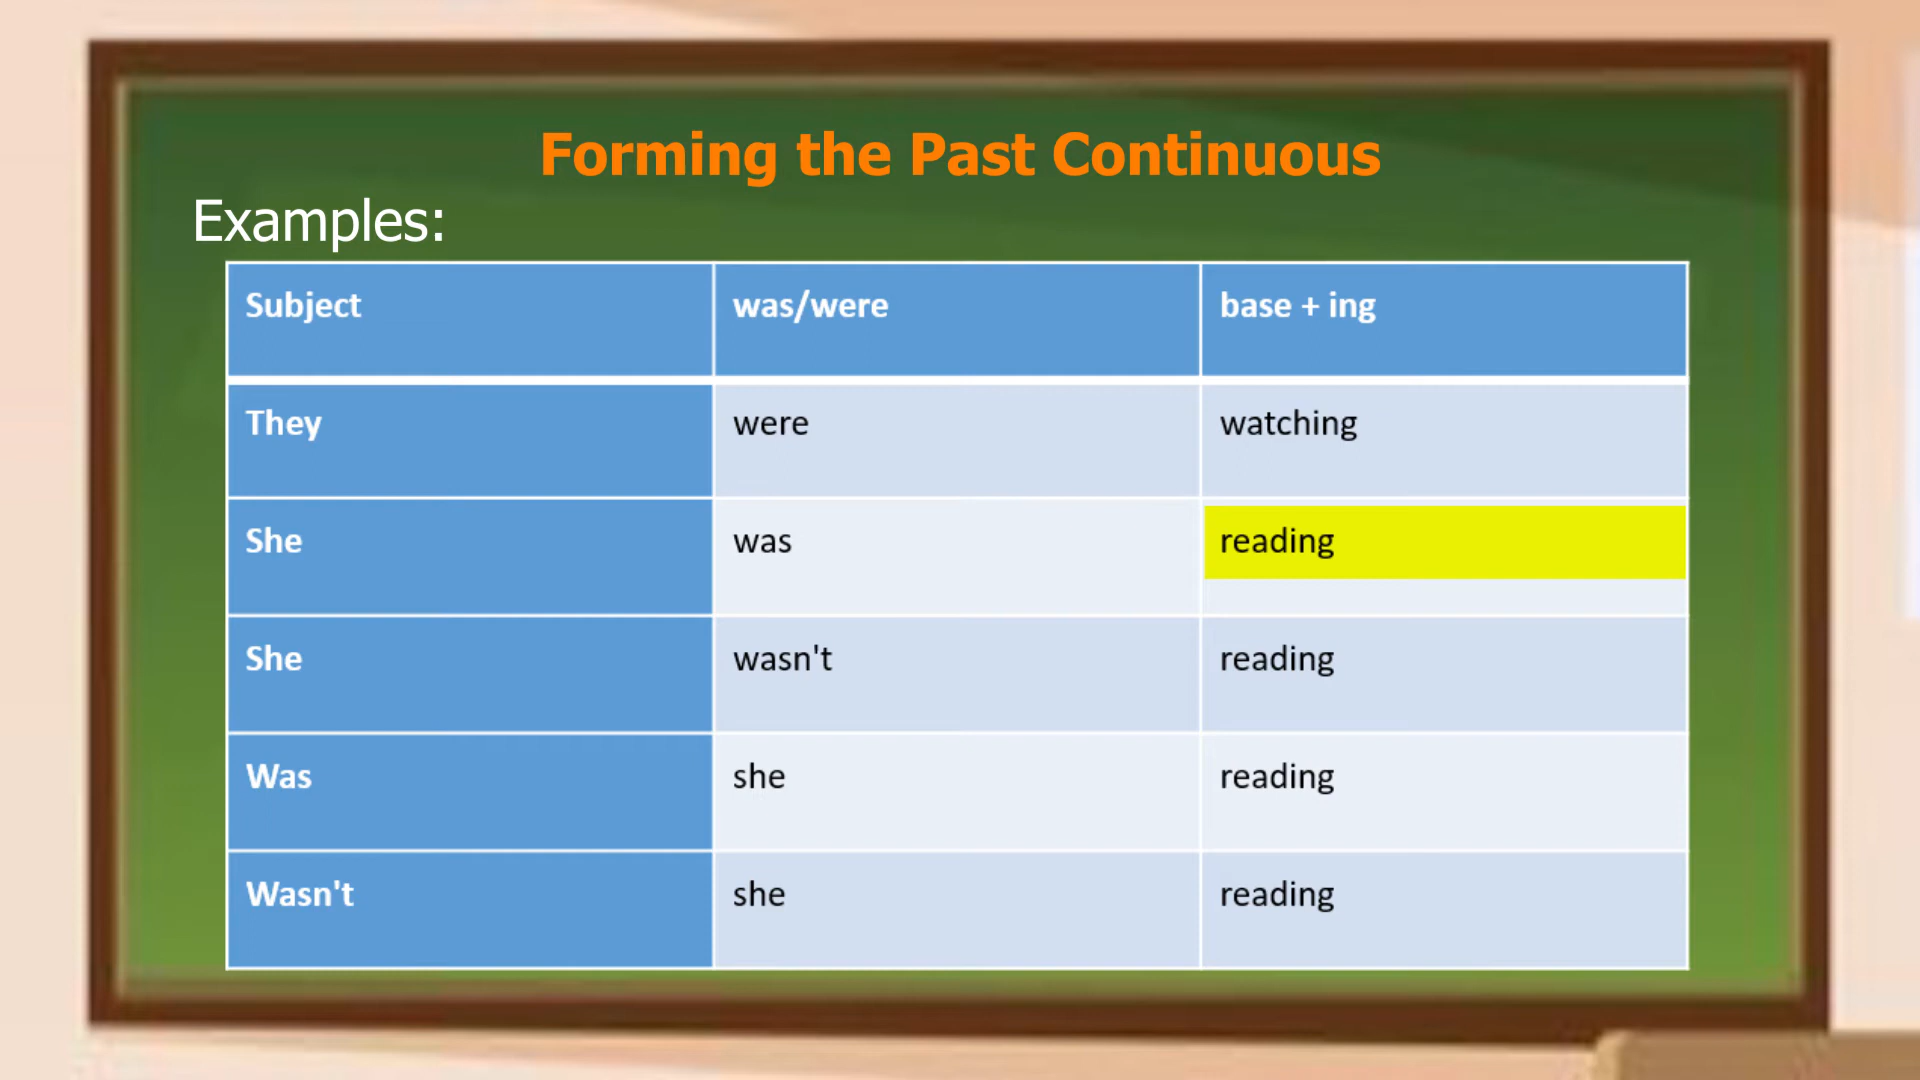 Forming the Past Continuous
Examples:
Subject was/were base + ing
They were watching
She was reading
She wasn't reading
Was she reading
Wasn't she reading